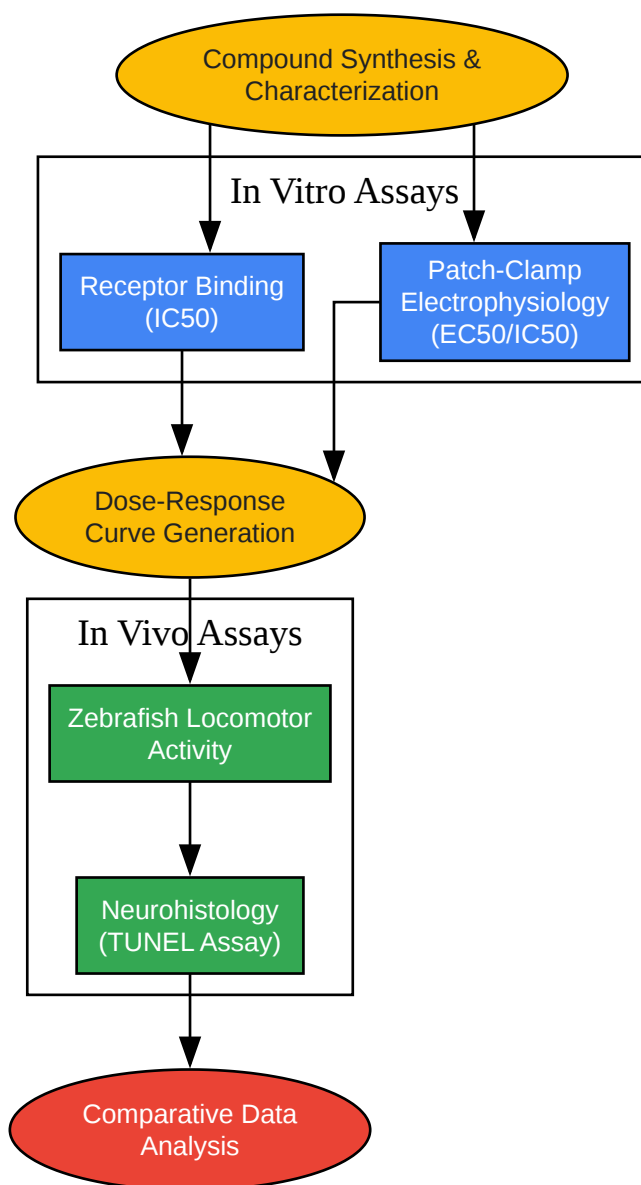 Compound Synthesis &
Characterization
In Vitro Assays
Receptor Binding
(IC50)
Patch-Clamp
Electrophysiology
(EC50/IC50)
Dose-Response
Curve Generation
In Vivo Assays
Zebrafish Locomotor
Activity
Neurohistology
(TUNEL Assay)
Comparative Data
Analysis